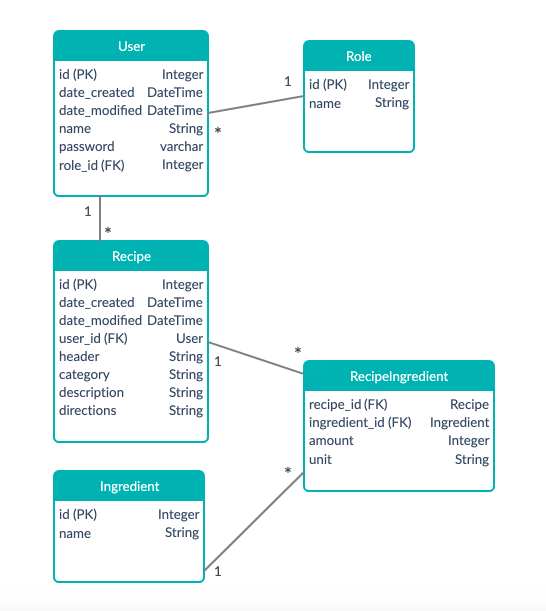 User
id (PK) Integer
date_created DateTime
date_modified DateTime
name String
password varchar
role_id (FK) Integer
Role
id (PK) Integer
name String
1
*
1
*
Recipe
id (PK) Integer
date_created DateTime
date_modified DateTime
user_id (FK) User
header String
category String
description String
directions String
1
*
RecipeIngredient
recipe_id (FK) Recipe
ingredient_id (FK) Ingredient
amount Integer
unit String
*
1
Ingredient
id (PK) Integer
name String